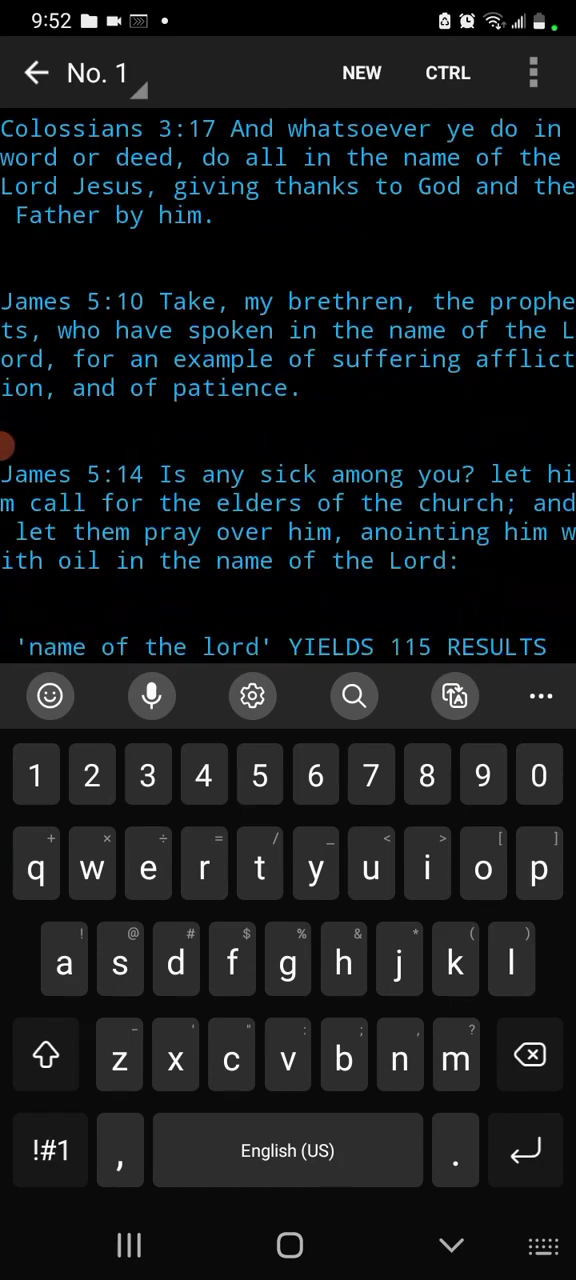 9:52
No. 1
NEW
CTRL
Colossians 3:17 And whatsoever ye do in
word or deed, do all in the name of the
Lord Jesus, giving thanks to God and the
Father by him.
James 5:10 Take, my brethren, the prophe
ts, who have spoken in the name of the L
ord, for an example of suffering afflict
ion, and of patience.
James 5:14 Is any sick among you? let hi
m call for the elders of the church; and
let them pray over him, anointing him w
ith oil in the name of the Lord:
'name of the lord' YIELDS 115 RESULTS
1 2 3 4 5 6 7 8 9 0
+ × ÷ = / _ < > [ ]
q w e r t y u i o p
! @ # $ % & * ( )
a s d f g h j k l
- ' " : ; , ?
z x c v b n m
!#1 , English (US) .